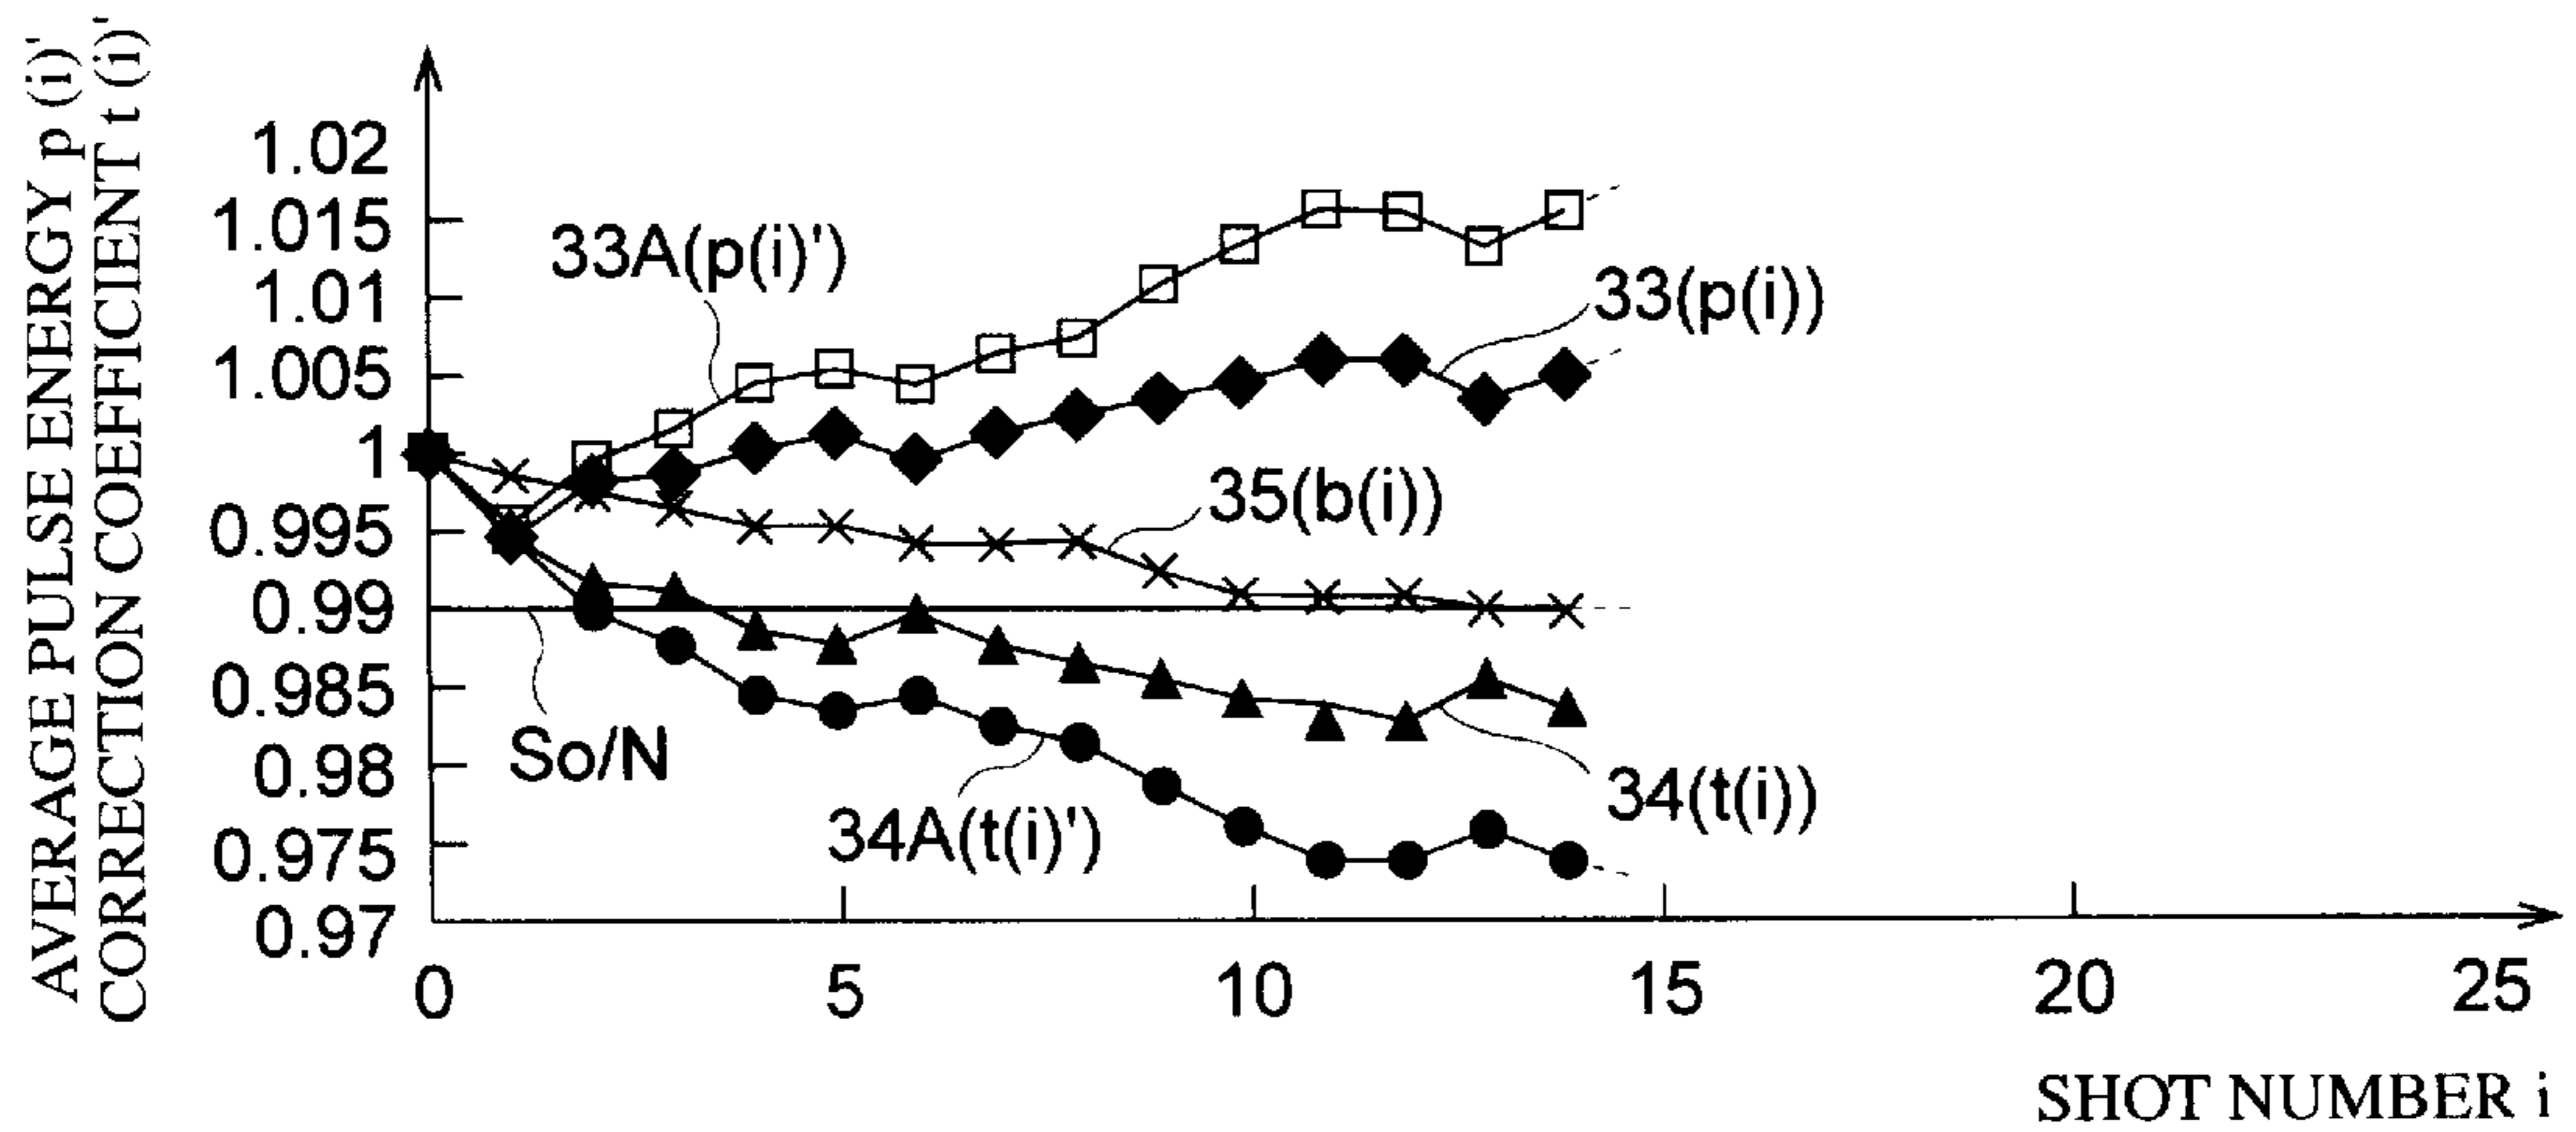 AVERAGE PULSE ENERGY p (i)'
CORRECTION COEFFICIENT t (i)'
1.02
1.015
1.01
1.005
1
0.995
0.99
0.985
0.98
0.975
0.97
33A(p(i)')
33(p(i))
35(b(i))
So/N
34A(t(i)')
34(t(i))
0 5 10 15 20 25
SHOT NUMBER i